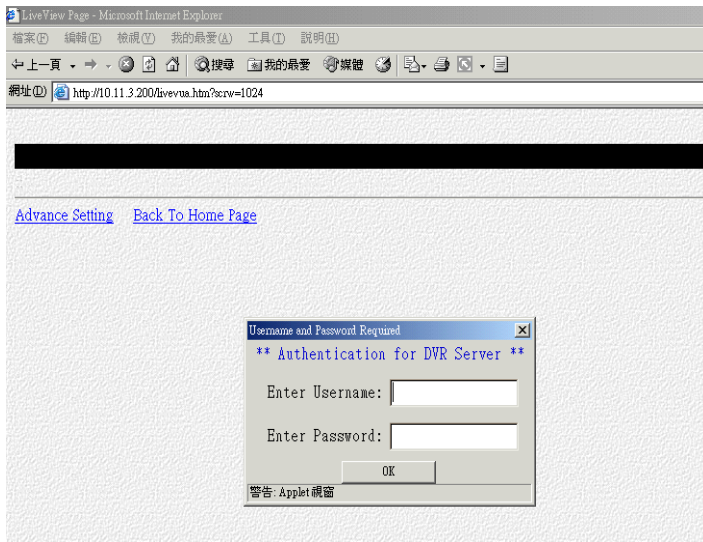 LiveView Page - Microsoft Internet Explorer
檔案(F) 編輯(E) 檢視(V) 我的最愛(A) 工具(T) 說明(H)
上一頁 搜尋 我的最愛 媒體
網址(D) http://10.11.3.200/livevua.htm?scrw=1024
Advance Setting Back To Home Page
Username and Password Required
** Authentication for DVR Server **
Enter Username:
Enter Password:
OK
警告: Applet 視窗